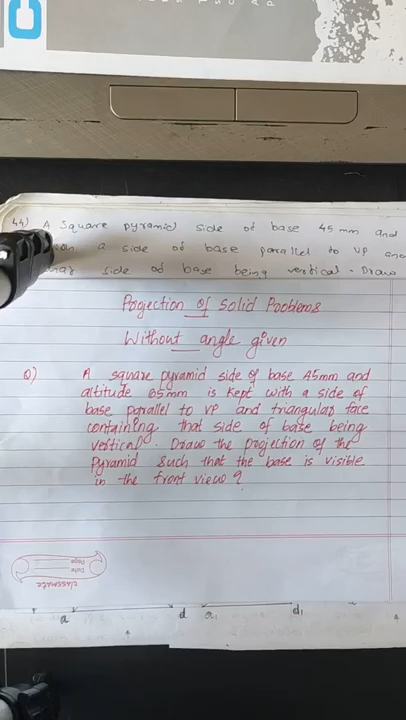 44) A Square pyramid side of base 45 mm and
a side of base parallel to VP and
side of base being vertical. Draw
Projection of Solid Problems
Without angle given
Q) A square pyramid side of base 45mm and
altitude 65mm is kept with a side of
base parallel to VP and triangular face
containing that side of base being
vertical. Draw the projection of the
pyramid such that the base is visible
in the front view?
classmate
Date
Page
a d a1 d1